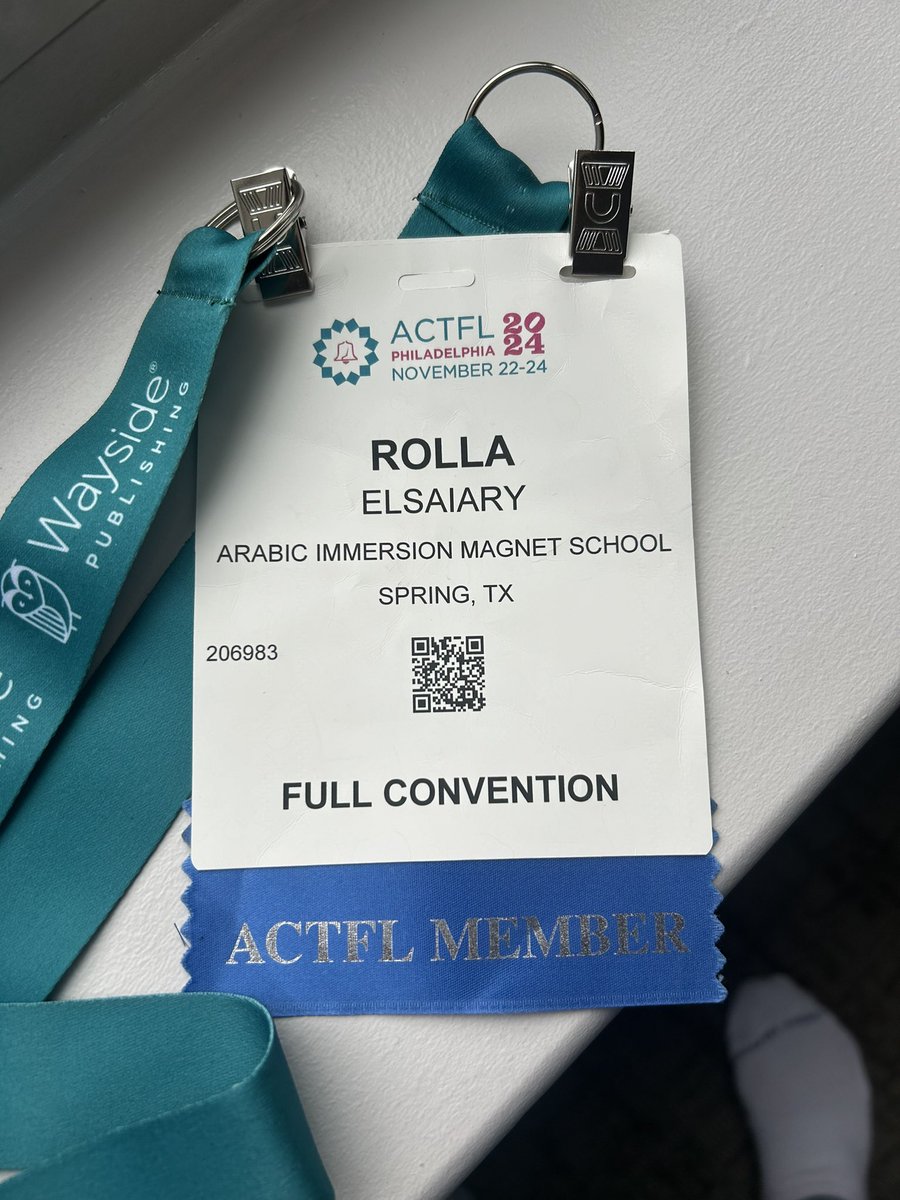 ACTFL 2024
PHILADELPHIA
NOVEMBER 22-24
ROLLA
ELSAIARY
ARABIC IMMERSION MAGNET SCHOOL
SPRING, TX
206983
FULL CONVENTION
ACTFL MEMBER
Wayside®
PUBLISHING